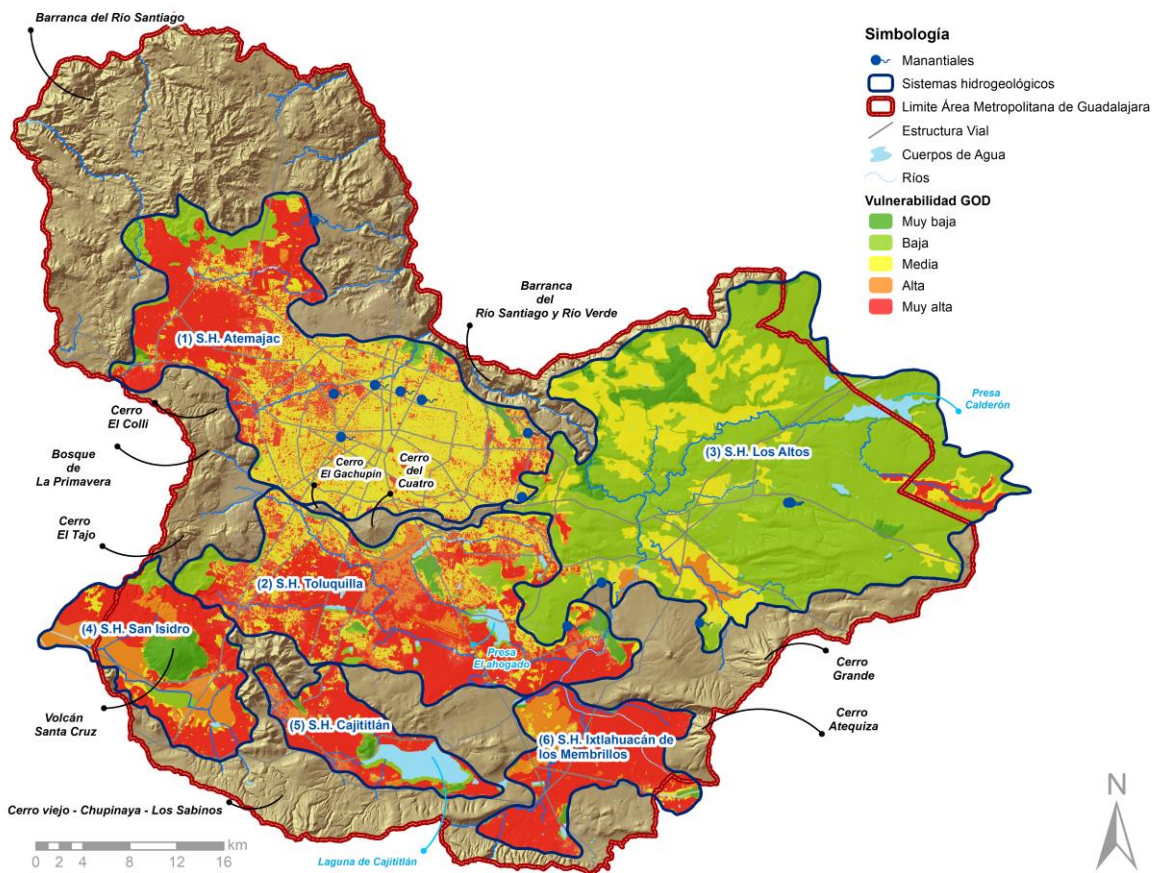 Barranca del Río Santiago
Simbología
Manantiales
Sistemas hidrogeológicos
Limite Área Metropolitana de Guadalajara
Estructura Vial
Cuerpos de Agua
Ríos
Vulnerabilidad GOD
Muy baja
Baja
Media
Alta
Muy alta
Barranca
del
Río Santiago y Río Verde
(1) S.H. Atemajac
Cerro
El Colli
Presa
Calderón
Bosque
de
La Primavera
(3) S.H. Los Altos
Cerro
El Gachupín
Cerro
del
Cuatro
Cerro
El Tajo
(2) S.H. Toluquilla
(4) S.H. San Isidro
Presa
El ahogado
Cerro
Grande
Volcán
Santa Cruz
(5) S.H. Cajititlán
(6) S.H. Ixtlahuacán de
los Membrillos
Cerro
Atequiza
Cerro viejo - Chupinaya - Los Sabinos
Laguna de Cajititlán
km
0 2 4 8 12 16
N